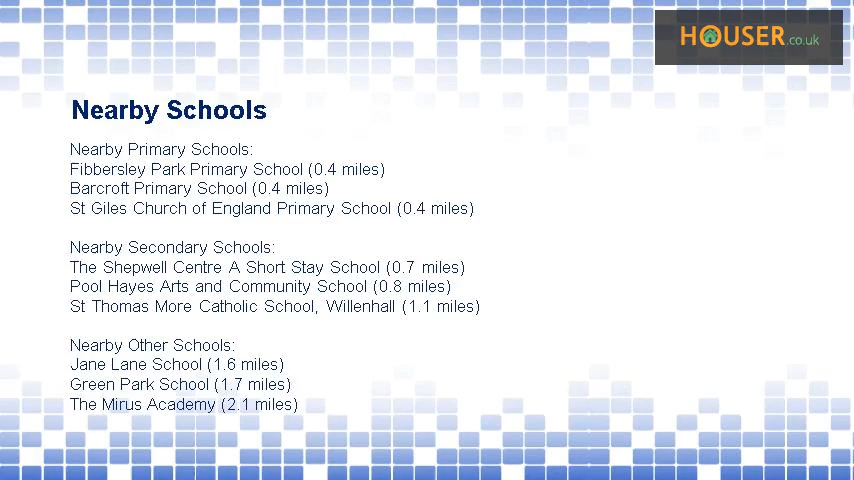 HOUSER.co.uk
Nearby Schools
Nearby Primary Schools:
Fibbersley Park Primary School (0.4 miles)
Barcroft Primary School (0.4 miles)
St Giles Church of England Primary School (0.4 miles)
Nearby Secondary Schools:
The Shepwell Centre A Short Stay School (0.7 miles)
Pool Hayes Arts and Community School (0.8 miles)
St Thomas More Catholic School, Willenhall (1.1 miles)
Nearby Other Schools:
Jane Lane School (1.6 miles)
Green Park School (1.7 miles)
The Mirus Academy (2.1 miles)